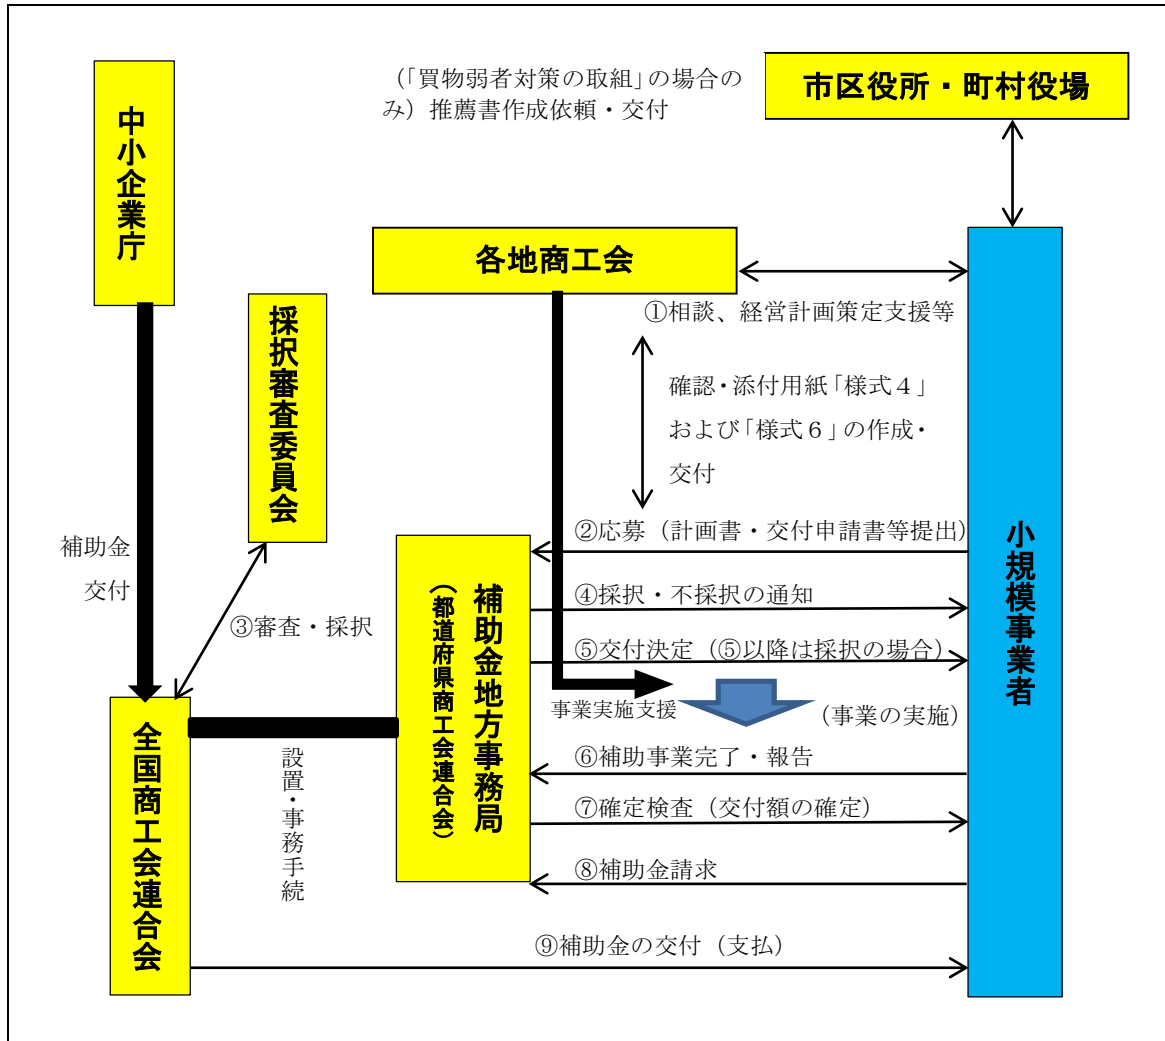 （「買物弱者対策の取組」の場合の
み）推薦書作成依頼・交付
市区役所・町村役場
中小企業庁
各地商工会
採択審査委員会
①相談、経営計画策定支援等
確認・添付用紙「様式４」
および「様式６」の作成・
交付
補助金
交付
③審査・採択
②応募（計画書・交付申請書等提出）
④採択・不採択の通知
⑤交付決定（⑤以降は採択の場合）
事業実施支援
（事業の実施）
小規模事業者
補助金地方事務局
（都道府県商工会連合会）
全国商工会連合会
設置・事務手続
⑥補助事業完了・報告
⑦確定検査（交付額の確定）
⑧補助金請求
⑨補助金の交付（支払）